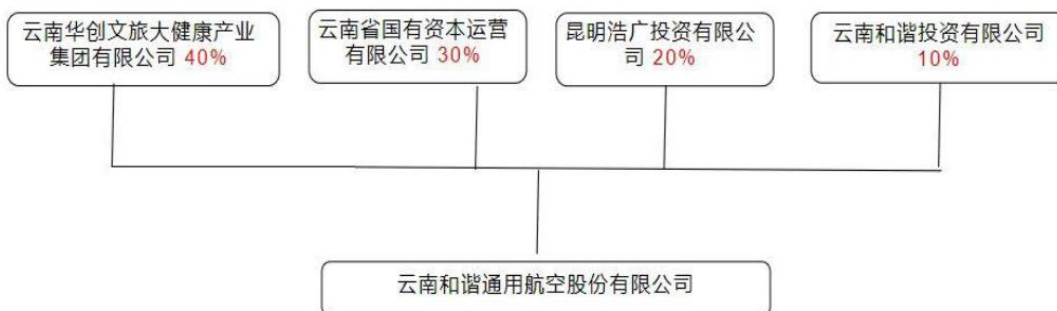 云南华创文旅大健康产业
集团有限公司 40%
云南省国有资本运营
有限公司 30%
昆明浩广投资有限公
司 20%
云南和谐投资有限公司
10%
云南和谐通用航空股份有限公司